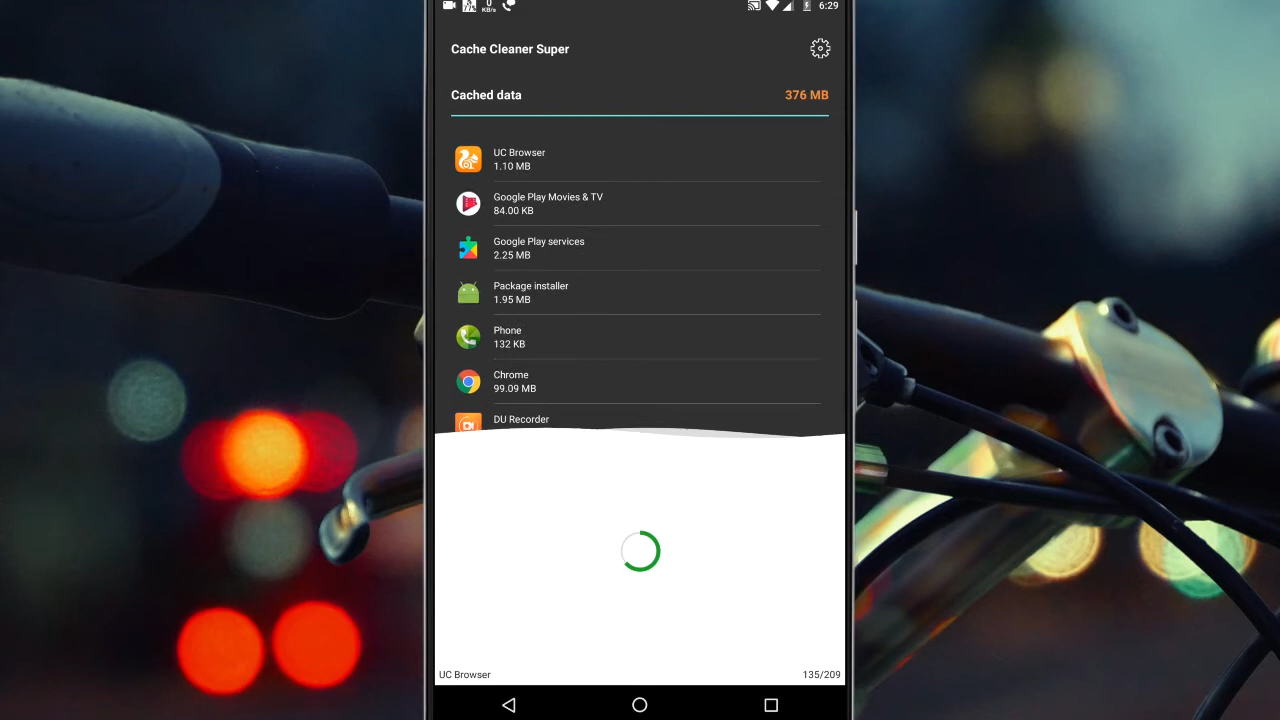 0
KB/s
6:29
Cache Cleaner Super
Cached data 376 MB
UC Browser
1.10 MB
Google Play Movies & TV
84.00 KB
Google Play services
2.25 MB
Package installer
1.95 MB
Phone
132 KB
Chrome
99.09 MB
DU Recorder
UC Browser 135/209